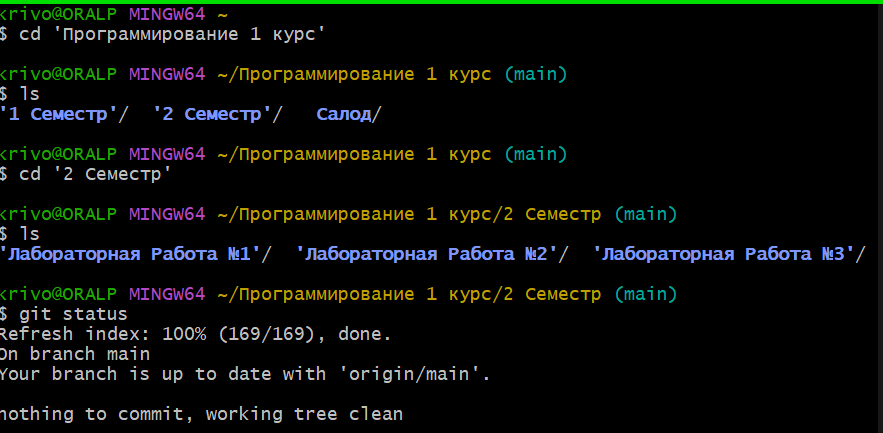 krivo@ORALP MINGW64 ~
$ cd 'Программирование 1 курс'
krivo@ORALP MINGW64 ~/Программирование 1 курс (main)
$ ls
'1 Семестр'/  '2 Семестр'/   Салод/
krivo@ORALP MINGW64 ~/Программирование 1 курс (main)
$ cd '2 Семестр'
krivo@ORALP MINGW64 ~/Программирование 1 курс/2 Семестр (main)
$ ls
'Лабораторная Работа №1'/  'Лабораторная Работа №2'/  'Лабораторная Работа №3'/
krivo@ORALP MINGW64 ~/Программирование 1 курс/2 Семестр (main)
$ git status
Refresh index: 100% (169/169), done.
On branch main
Your branch is up to date with 'origin/main'.
nothing to commit, working tree clean